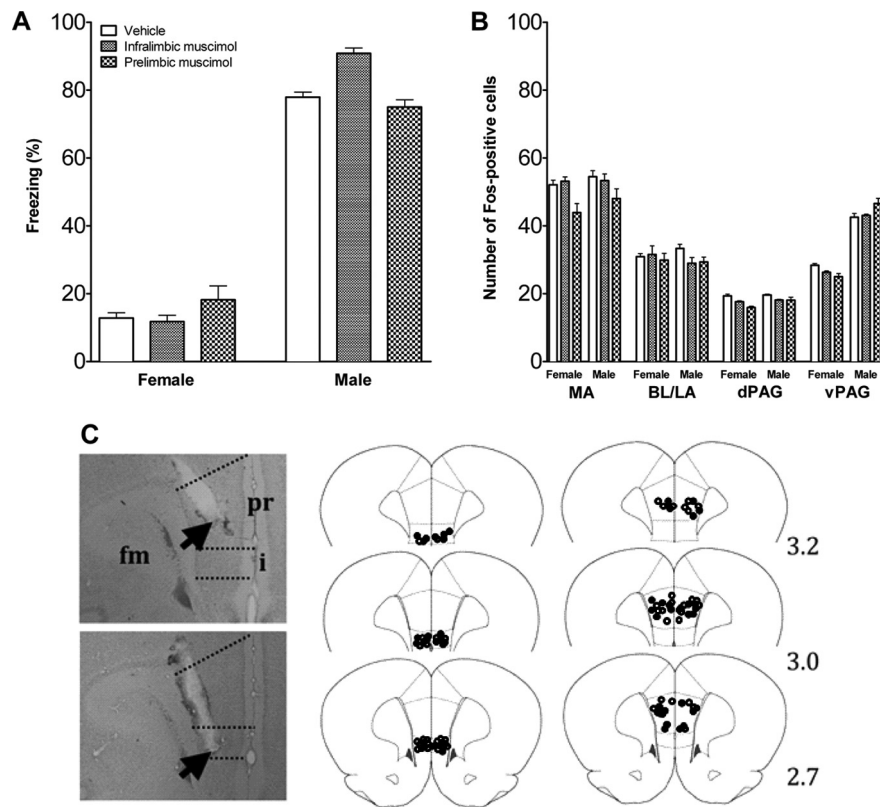 A
100
80
60
40
20
0
Freezing (%)
Vehicle
Infralimbic muscimol
Prelimbic muscimol
Female
Male
B
100
80
60
40
20
0
Number of Fos-positive cells
Female Male Female Male Female Male Female Male
MA BL/LA dPAG vPAG
C
pr
fm
i
3.2
3.0
2.7